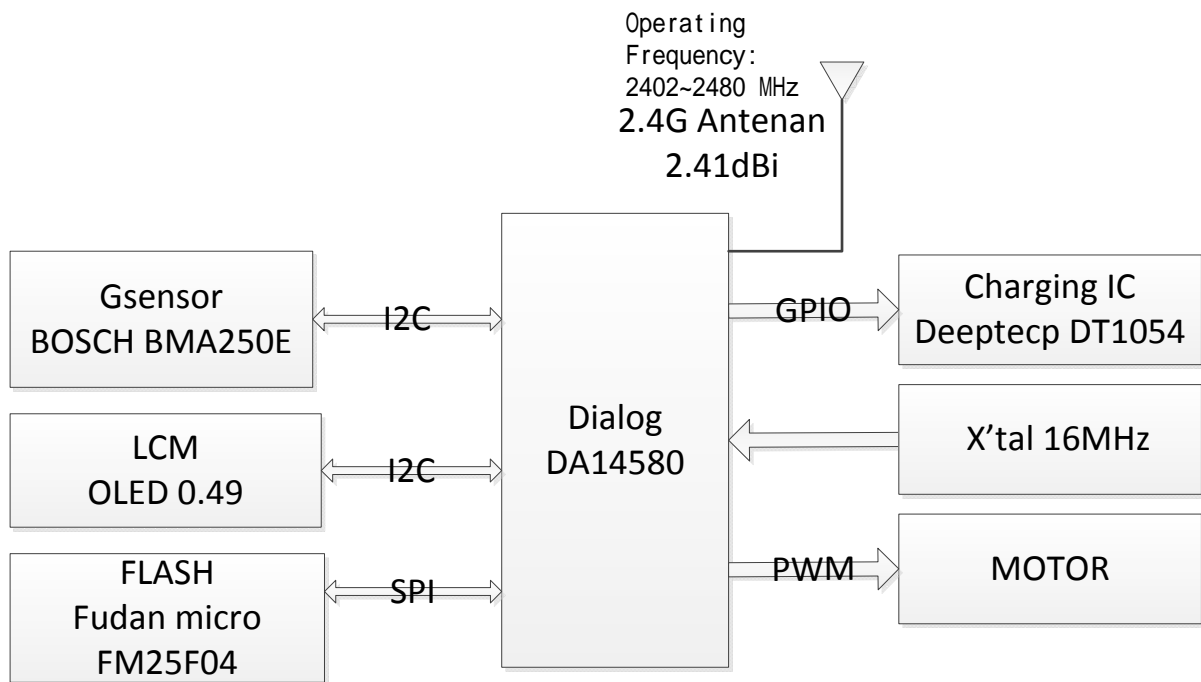 Operating
Frequency:
2402~2480 MHz
2.4G Antenan
2.41dBi
Gsensor
BOSCH BMA250E
I2C
LCM
OLED 0.49
I2C
FLASH
Fudan micro
FM25F04
SPI
Dialog
DA14580
GPIO
Charging IC
Deeptecp DT1054
X’tal 16MHz
PWM
MOTOR